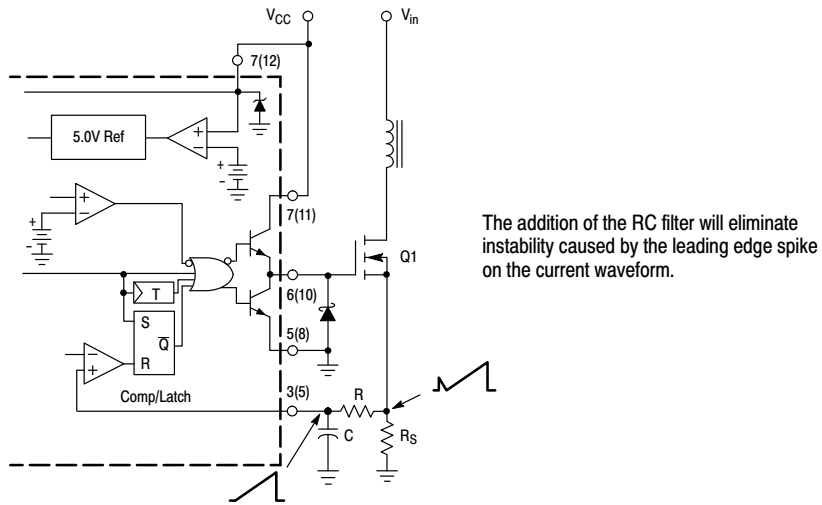 VCC
Vin
7(12)
5.0V Ref
+
-
+
-
7(11)
+
-
+
-
The addition of the RC filter will eliminate
instability caused by the leading edge spike
on the current waveform.
Q1
T
6(10)
S
Q
R
5(8)
-
+
Comp/Latch
3(5)
R
C
RS